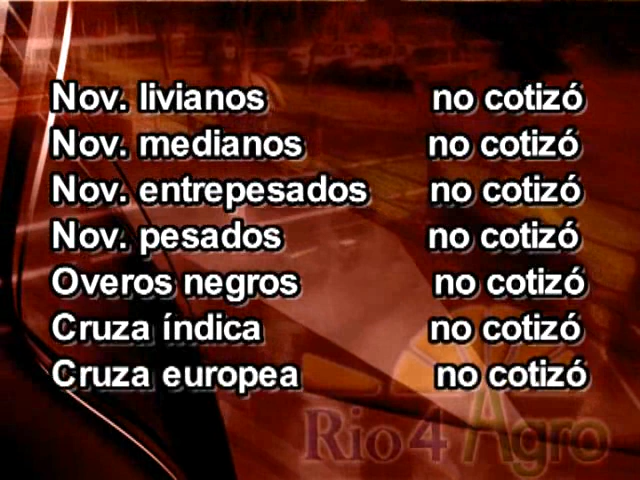 Nov. livianos no cotizó
Nov. medianos no cotizó
Nov. entrepesados no cotizó
Nov. pesados no cotizó
Overos negros no cotizó
Cruza índica no cotizó
Cruza europea no cotizó
Rio4 Agro